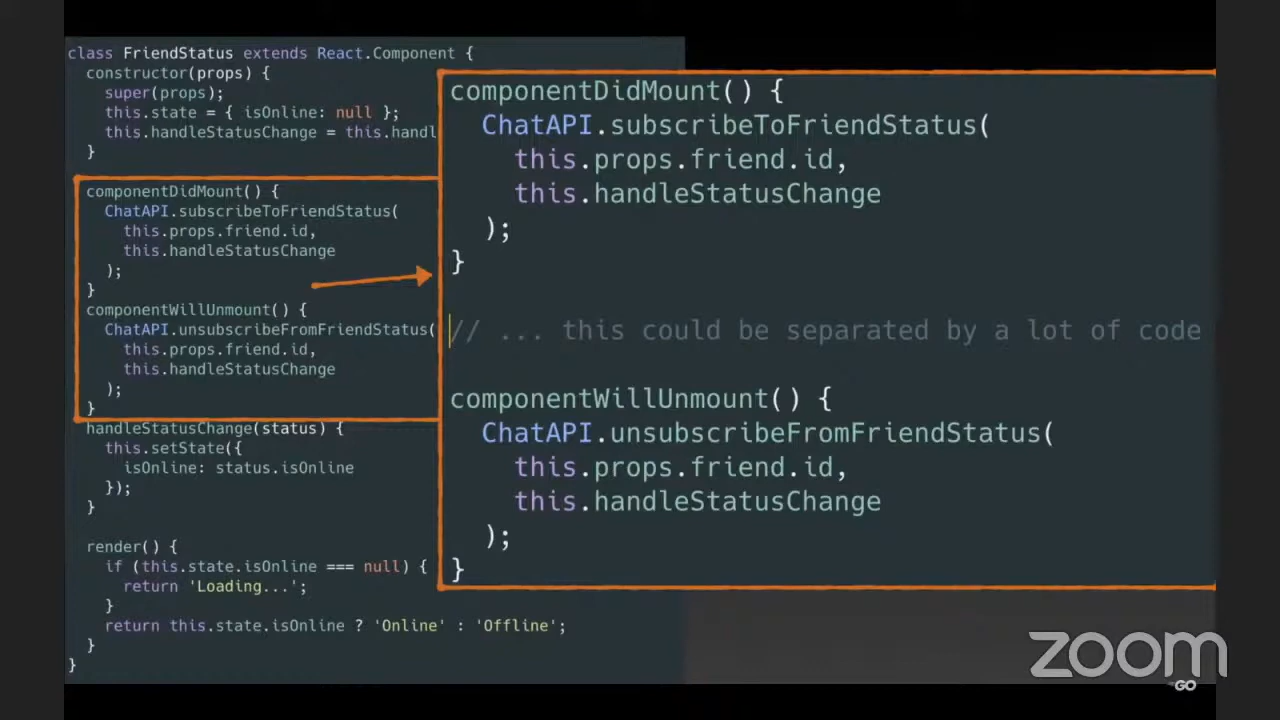 class FriendStatus extends React.Component {
constructor(props) {
super(props);
this.state = { isOnline: null };
this.handleStatusChange = this.handl
}
componentDidMount() {
ChatAPI.subscribeToFriendStatus(
this.props.friend.id,
this.handleStatusChange
);
}
componentWillUnmount() {
ChatAPI.unsubscribeFromFriendStatus(
this.props.friend.id,
this.handleStatusChange
);
}
handleStatusChange(status) {
this.setState({
isOnline: status.isOnline
});
}
render() {
if (this.state.isOnline === null) {
return 'Loading...';
}
return this.state.isOnline ? 'Online' : 'Offline';
}
}
componentDidMount() {
ChatAPI.subscribeToFriendStatus(
this.props.friend.id,
this.handleStatusChange
);
}
// ... this could be separated by a lot of code
componentWillUnmount() {
ChatAPI.unsubscribeFromFriendStatus(
this.props.friend.id,
this.handleStatusChange
);
}
zoom
GO